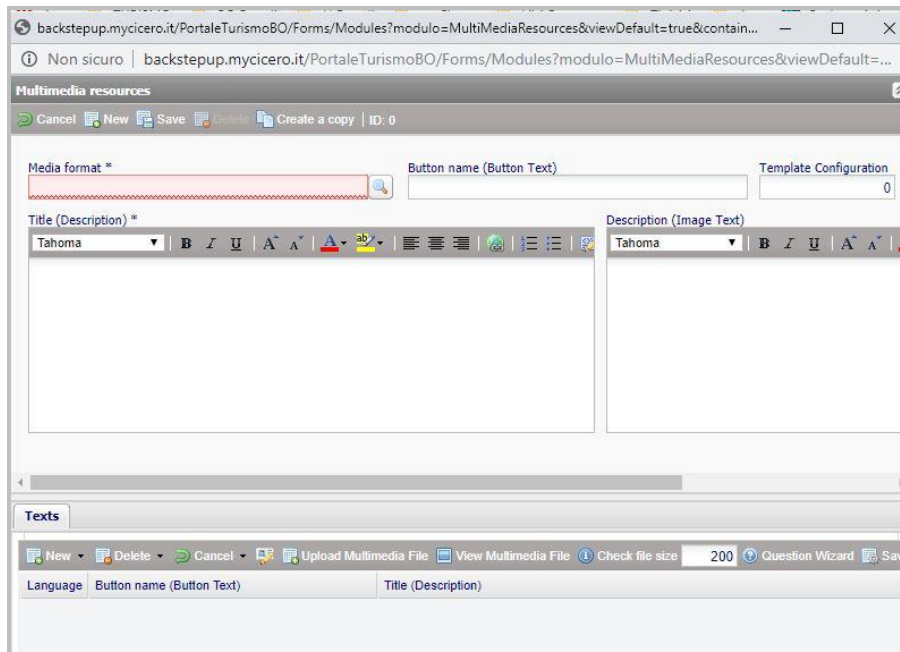 backstepup.mycicero.it/PortaleTurismoBO/Forms/Modules?modulo=MultiMediaResources&viewDefault=true&contain...
Non sicuro | backstepup.mycicero.it/PortaleTurismoBO/Forms/Modules?modulo=MultiMediaResources&viewDefault=...
Multimedia resources
Cancel New Save Delete Create a copy | ID: 0
Media format * Button name (Button Text) Template Configuration
0
Title (Description) * Description (Image Text)
Tahoma B I U A A A ab Tahoma B I U A A
Texts
New Delete Cancel Upload Multimedia File View Multimedia File Check file size 200 Question Wizard Sav
Language Button name (Button Text) Title (Description)